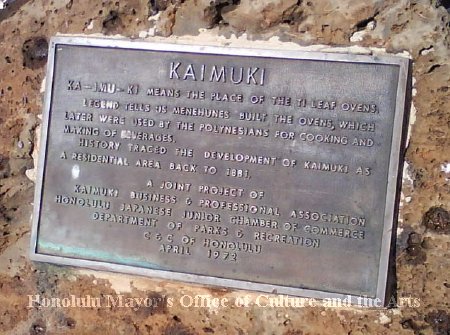 KAIMUKI
KA-IMU-KI MEANS THE PLACE OF THE TI LEAF OVENS.
LEGEND TELLS US MENEHUNES BUILT THE OVENS, WHICH
LATER WERE USED BY THE POLYNESIANS FOR COOKING AND
MAKING OF BEVERAGES.
HISTORY TRACED THE DEVELOPMENT OF KAIMUKI AS
A RESIDENTIAL AREA BACK TO 1881.
A JOINT PROJECT OF
KAIMUKI BUSINESS & PROFESSIONAL ASSOCIATION
HONOLULU JAPANESE JUNIOR CHAMBER OF COMMERCE
DEPARTMENT OF PARKS & RECREATION
C & C OF HONOLULU
APRIL 1972
Honolulu Mayor's Office of Culture and the Arts